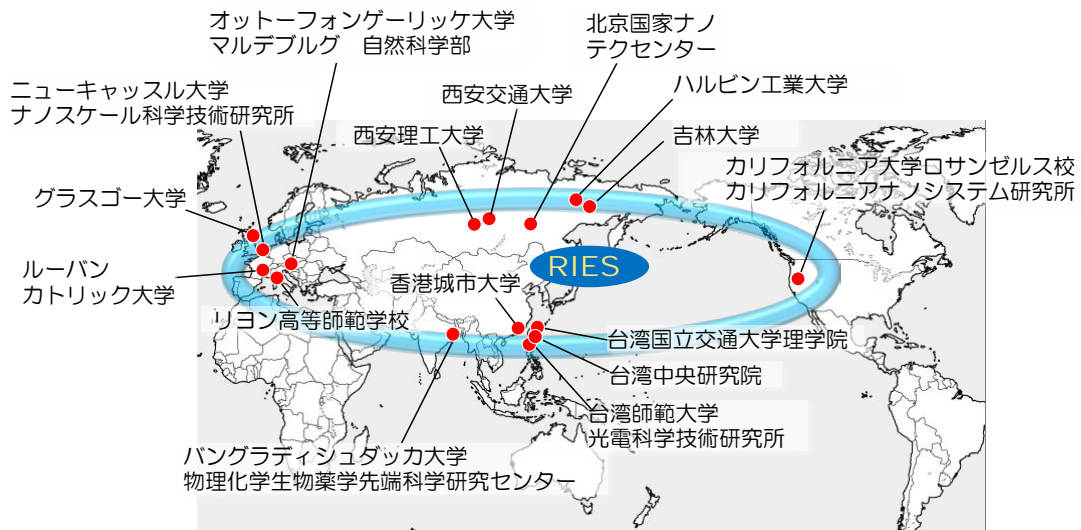 オットーフォンゲーリッケ大学
マルデブルグ　自然科学部
北京国家ナノ
テクセンター
ニューキャッスル大学
ナノスケール科学技術研究所
西安交通大学
ハルビン工業大学
西安理工大学
吉林大学
カリフォルニア大学ロサンゼルス校
カリフォルニアナノシステム研究所
グラスゴー大学
ルーバン
カトリック大学
RIES
香港城市大学
リヨン高等師範学校
台湾国立交通大学理学院
台湾中央研究院
台湾師範大学
光電科学技術研究所
バングラディシュダッカ大学
物理化学生物薬学先端科学研究センター